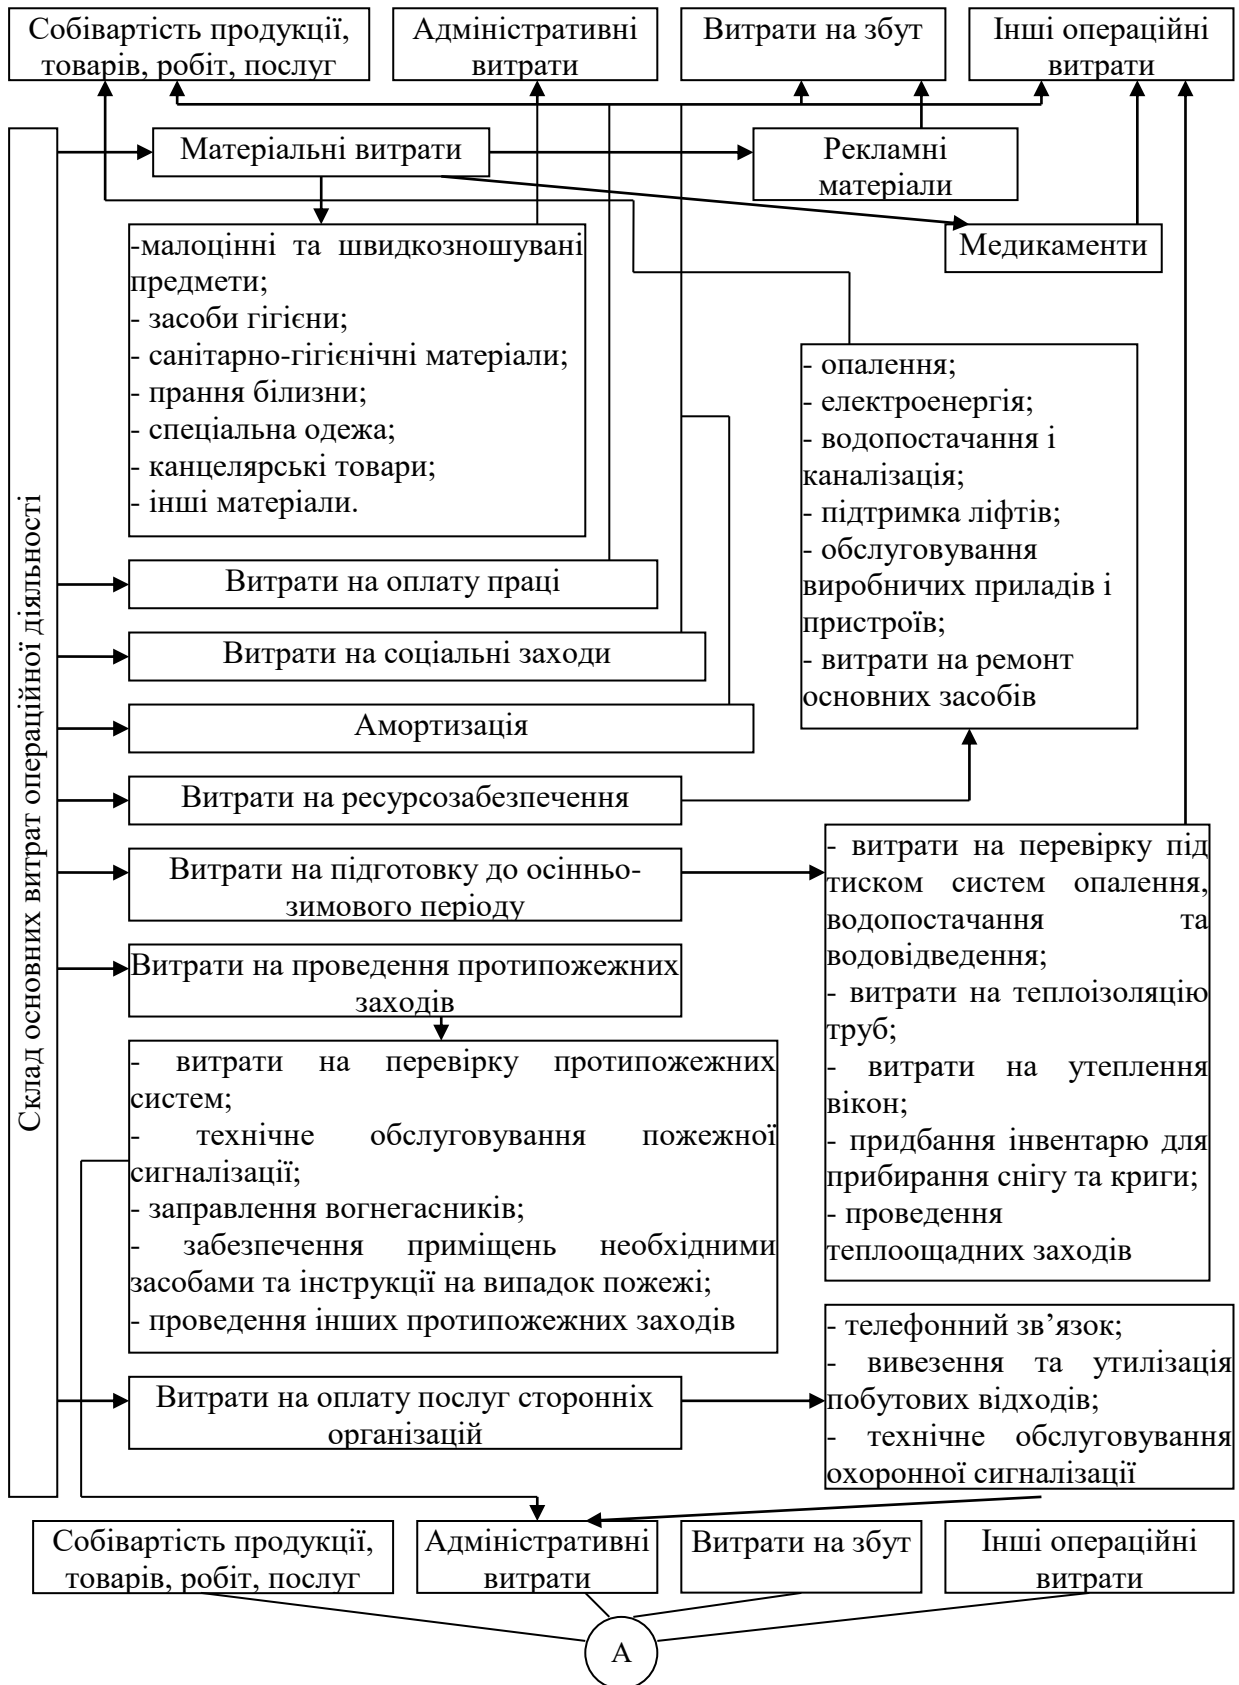 Собівартість продукції,
товарів, робіт, послуг
Адміністративні
витрати
Витрати на збут
Інші операційні
витрати
Склад основних витрат операційної діяльності
Матеріальні витрати
Рекламні
матеріали
-малоцінні та швидкозношувані
предмети;
- засоби гігієни;
- санітарно-гігієнічні матеріали;
- прання білизни;
- спеціальна одежа;
- канцелярські товари;
- інші матеріали.
Медикаменти
- опалення;
- електроенергія;
- водопостачання і
каналізація;
- підтримка ліфтів;
- обслуговування
виробничих приладів і
пристроїв;
- витрати на ремонт
основних засобів
Витрати на оплату праці
Витрати на соціальні заходи
Амортизація
Витрати на ресурсозабезпечення
Витрати на підготовку до осінньо-
зимового періоду
- витрати на перевірку під
тиском систем опалення,
водопостачання та
водовідведення;
- витрати на теплоізоляцію
труб;
- витрати на утеплення
вікон;
- придбання інвентарю для
прибирання снігу та криги;
- проведення
теплоощадних заходів
Витрати на проведення протипожежних
заходів
- витрати на перевірку протипожежних
систем;
- технічне обслуговування пожежної
сигналізації;
- заправлення вогнегасників;
- забезпечення приміщень необхідними
засобами та інструкції на випадок пожежі;
- проведення інших протипожежних заходів
Витрати на оплату послуг сторонніх
організацій
- телефонний зв’язок;
- вивезення та утилізація
побутових відходів;
- технічне обслуговування
охоронної сигналізації
Собівартість продукції,
товарів, робіт, послуг
Адміністративні
витрати
Витрати на збут
Інші операційні
витрати
А